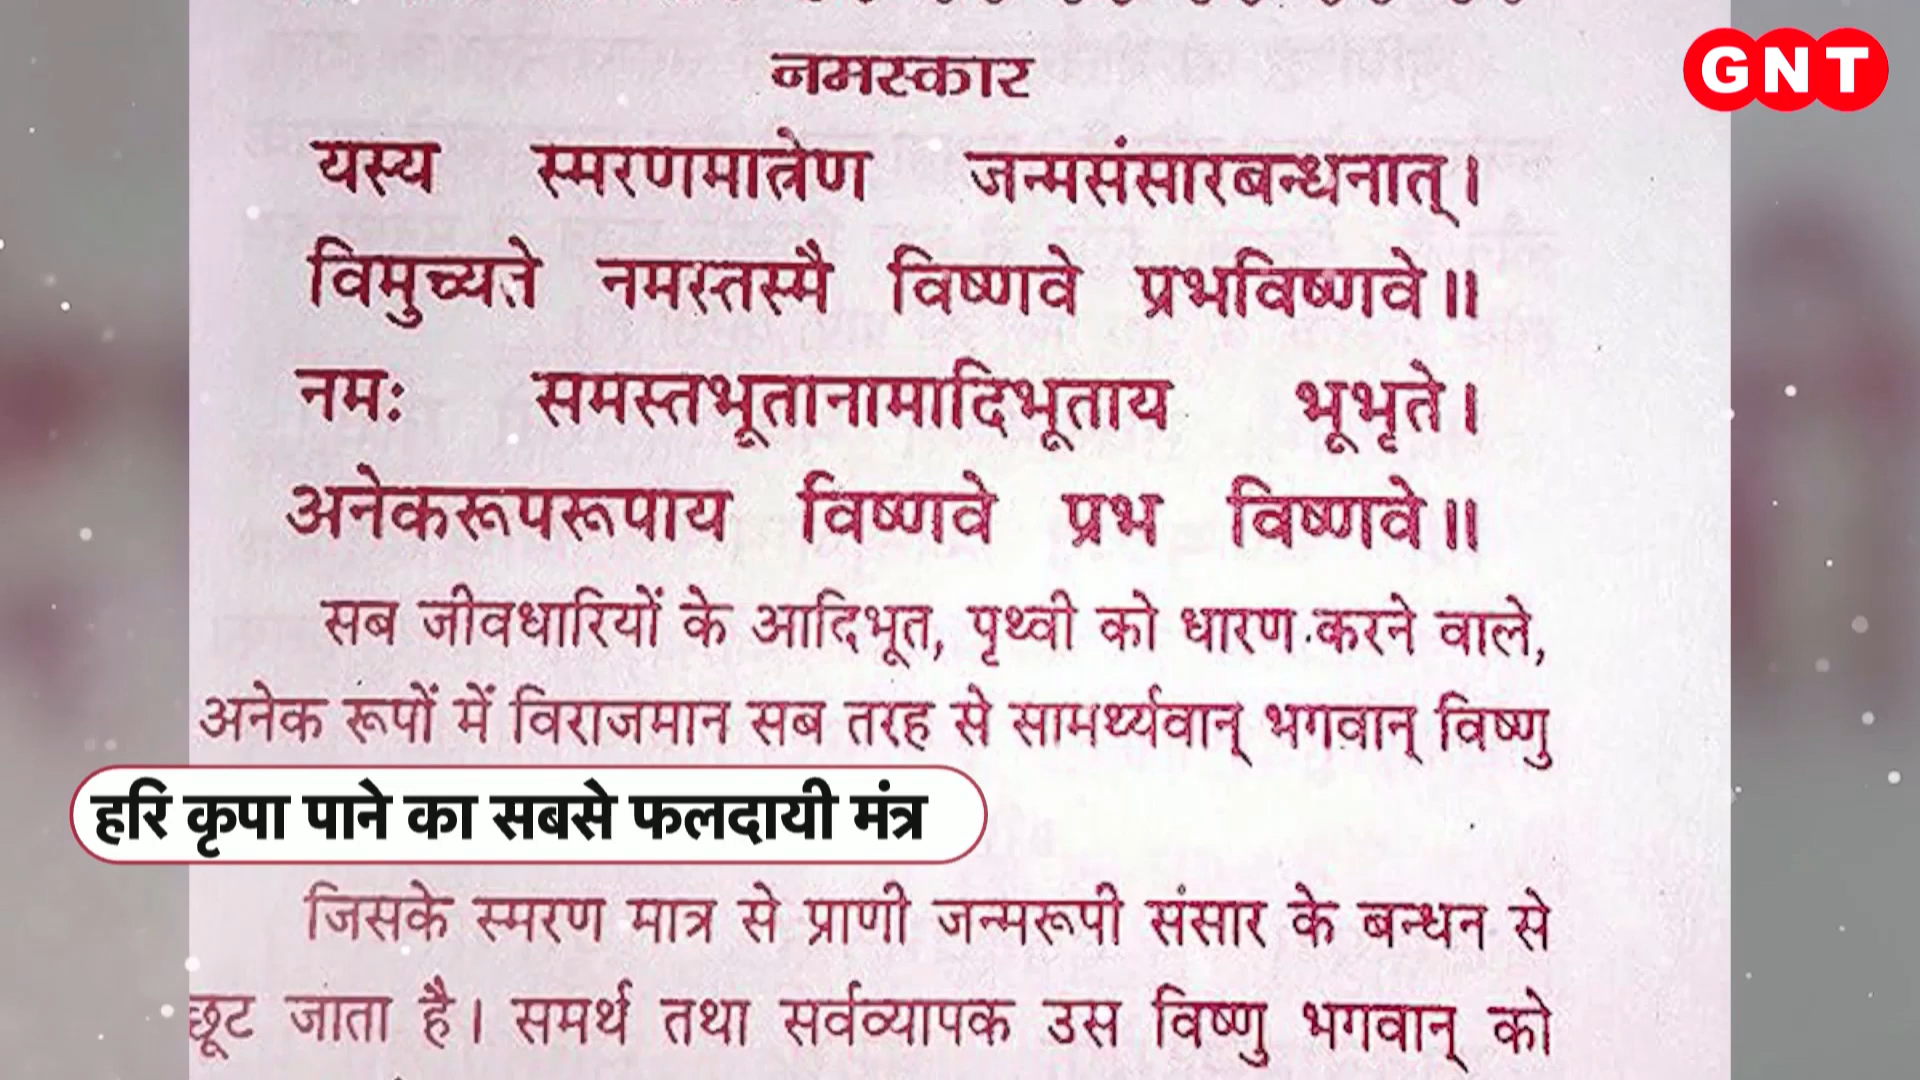 GNT
नमस्कार
यस्य स्मरणमात्रेण जन्मसंसारबन्धनात्।
विमुच्यते नमस्तस्मै विष्णवे प्रभविष्णवे॥
नमः समस्तभूतानामादिभूताय भूभृते।
अनेकरूपरूपाय विष्णवे प्रभ विष्णवे॥
सब जीवधारियों के आदिभूत, पृथ्वी को धारण करने वाले,
अनेक रूपों में विराजमान सब तरह से सामर्थ्यवान् भगवान् विष्णु
हरि कृपा पाने का सबसे फलदायी मंत्र
जिसके स्मरण मात्र से प्राणी जन्मरूपी संसार के बन्धन से
छूट जाता है। समर्थ तथा सर्वव्यापक उस विष्णु भगवान् को